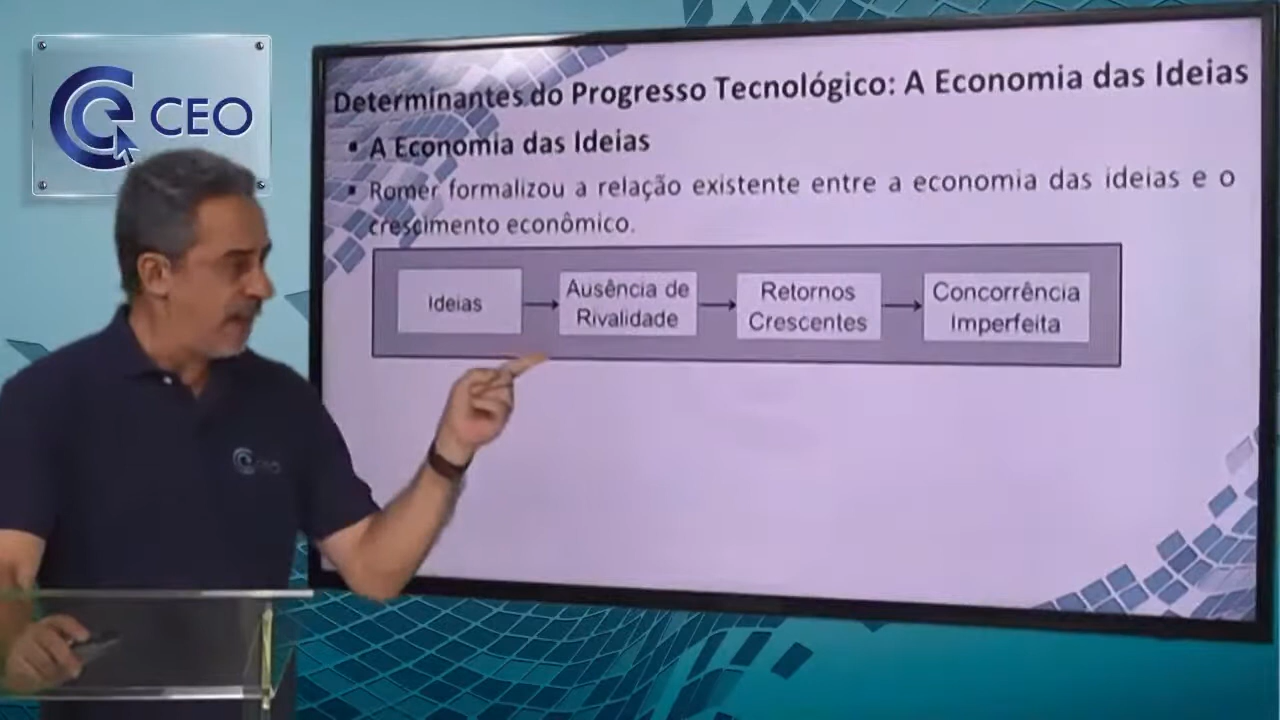 CEO
Determinantes do Progresso Tecnológico: A Economia das Ideias
▪ A Economia das Ideias
▪ Romer formalizou a relação existente entre a economia das ideias e o
crescimento econômico.
Ideias
Ausência de
Rivalidade
Retornos
Crescentes
Concorrência
Imperfeita
CEO